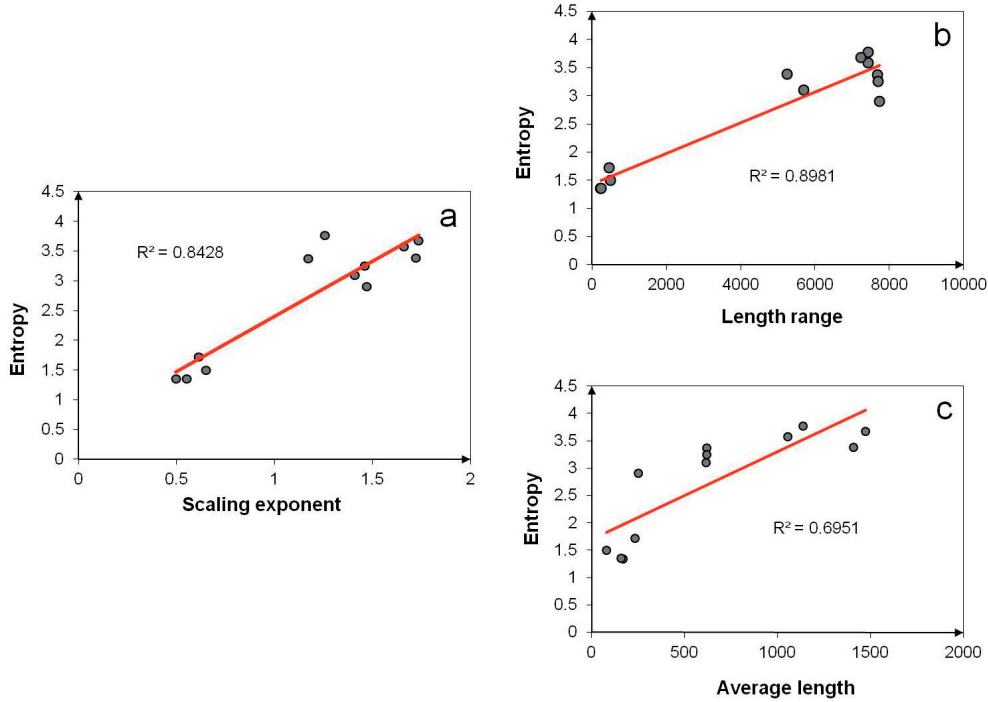 a
R² = 0.8428
Entropy
4.5
4
3.5
3
2.5
2
1.5
1
0.5
0
0 0.5 1 1.5 2
Scaling exponent
b
R² = 0.8981
Entropy
4.5
4
3.5
3
2.5
2
1.5
1
0.5
0
0 2000 4000 6000 8000 10000
Length range
c
R² = 0.6951
Entropy
4.5
4
3.5
3
2.5
2
1.5
1
0.5
0
0 500 1000 1500 2000
Average length